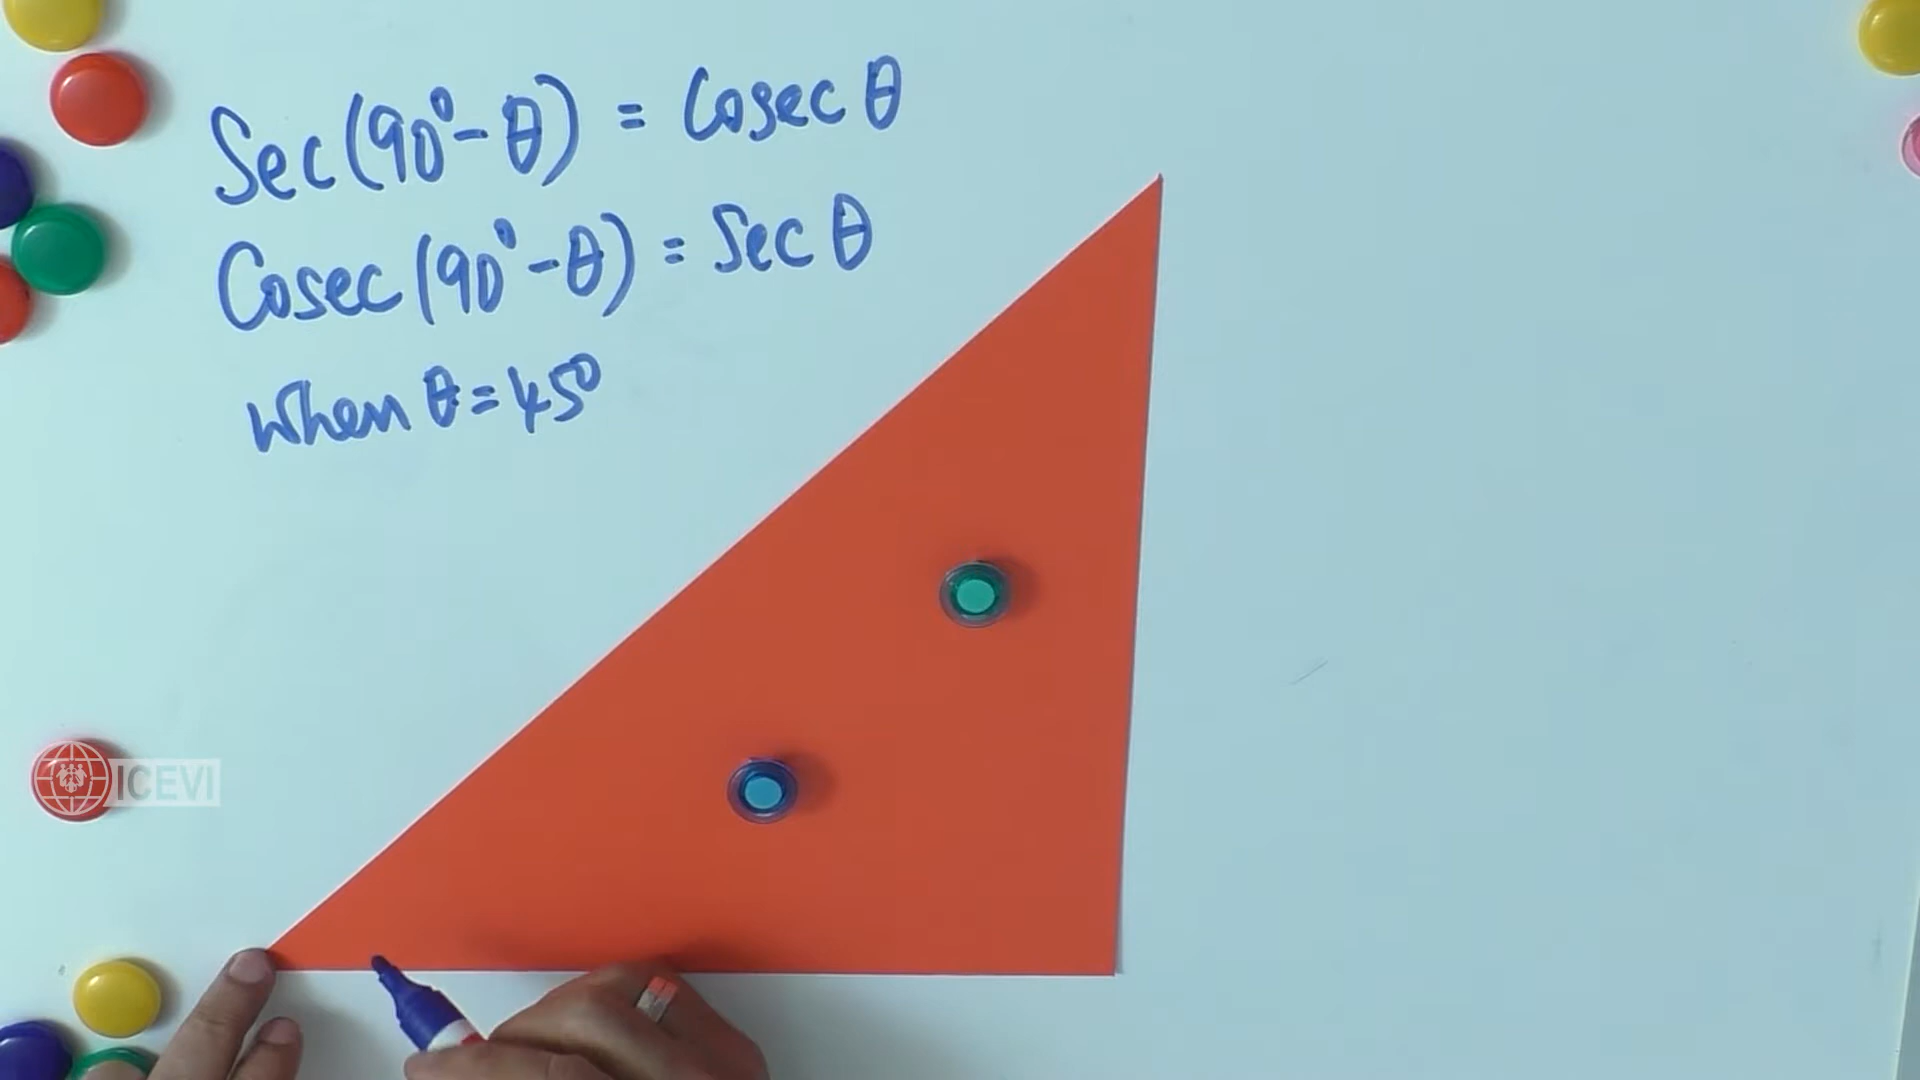 Sec(90°-θ) = Cosec θ
Cosec(90°-θ) = Sec θ
When θ = 45°
ICEVI